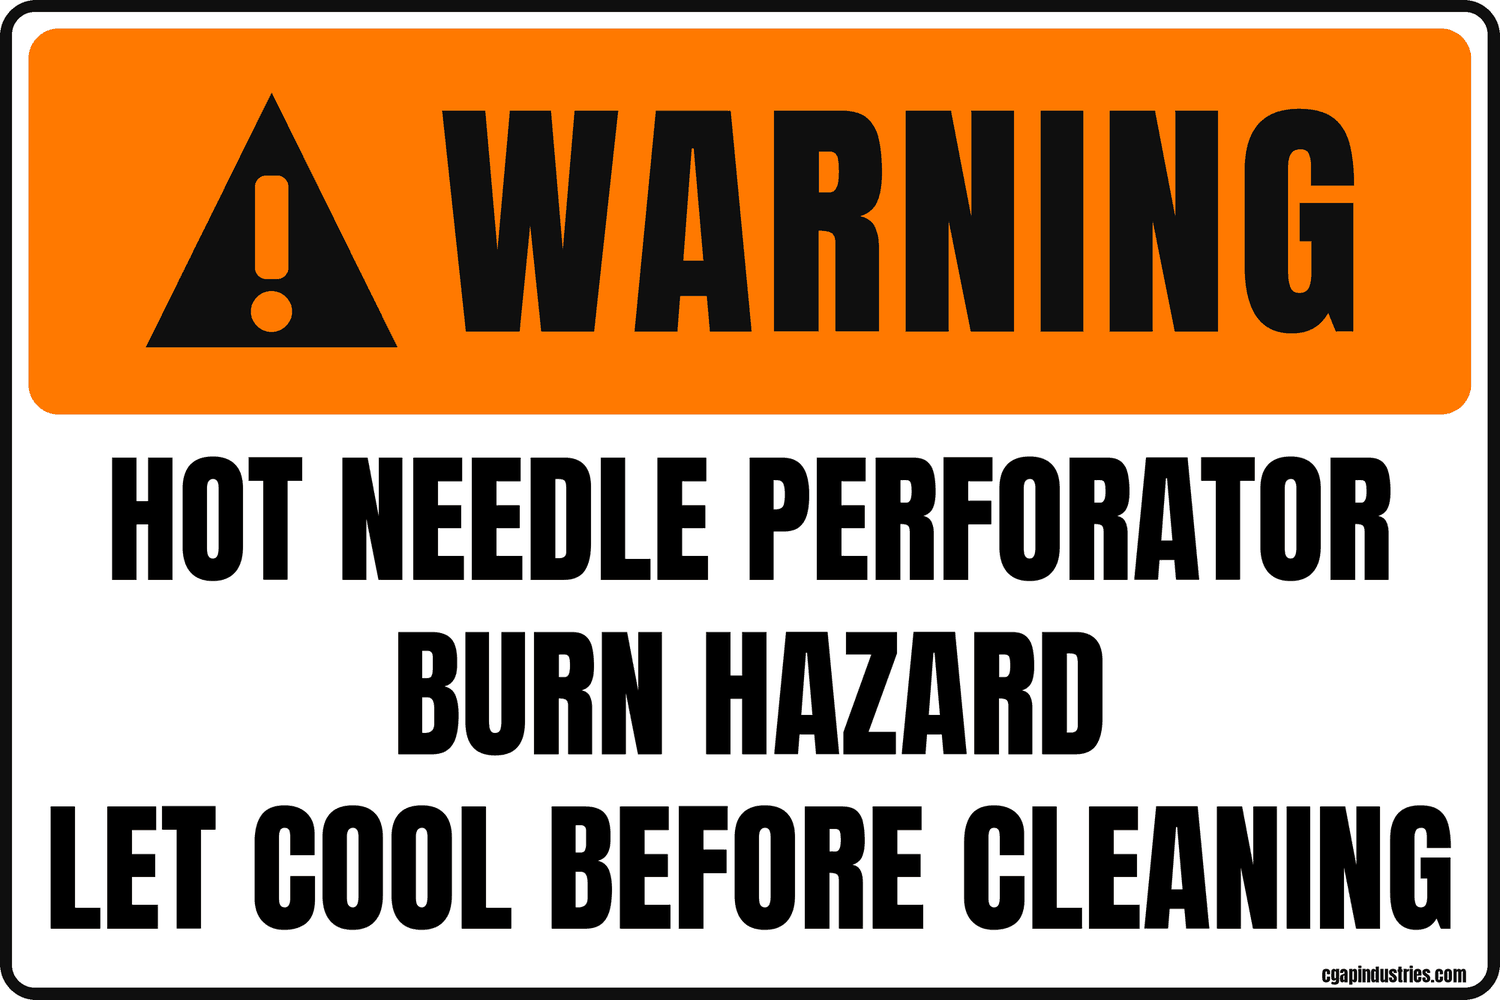 WARNING
HOT NEEDLE PERFORATOR
BURN HAZARD
LET COOL BEFORE CLEANING
cgapindustries.com